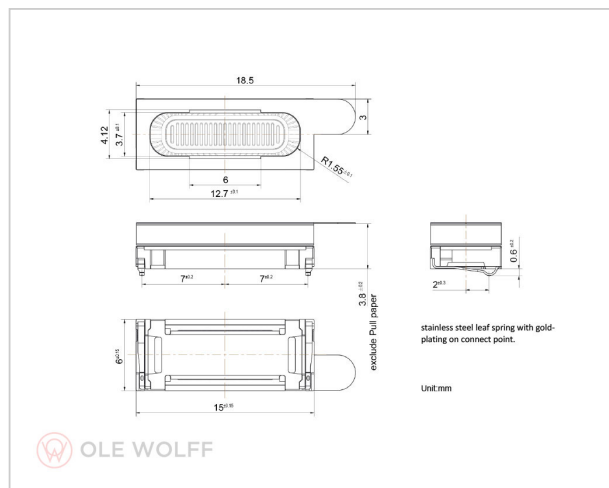 18.5
3
4.12
3.7 ±0.1
R1.55 ±0.1
6
12.7 ±0.1
7±0.2
7±0.2
3.8 ±0.2
exclude Pull paper
0.6 ±0.2
2±0.3
stainless steel leaf spring with gold-
plating on connect point.
6±0.15
Unit:mm
15±0.15
OLE WOLFF